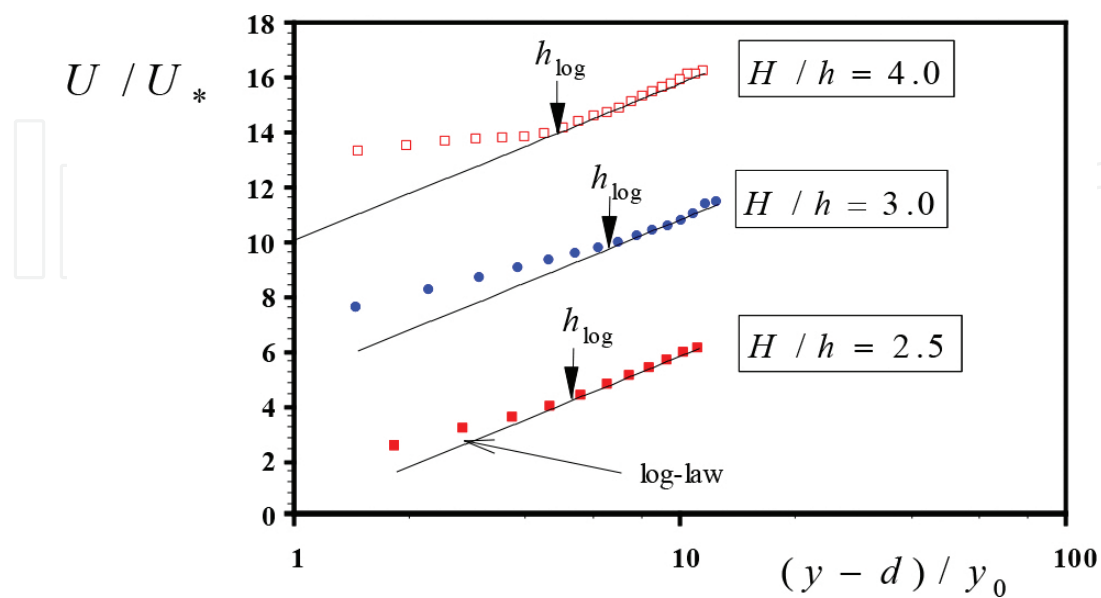 18
16
14
12
10
8
6
4
2
0
U / U *
h log
H / h = 4.0
h log
H / h = 3.0
h log
H / h = 2.5
log-law
1
10
100
( y − d ) / y 0